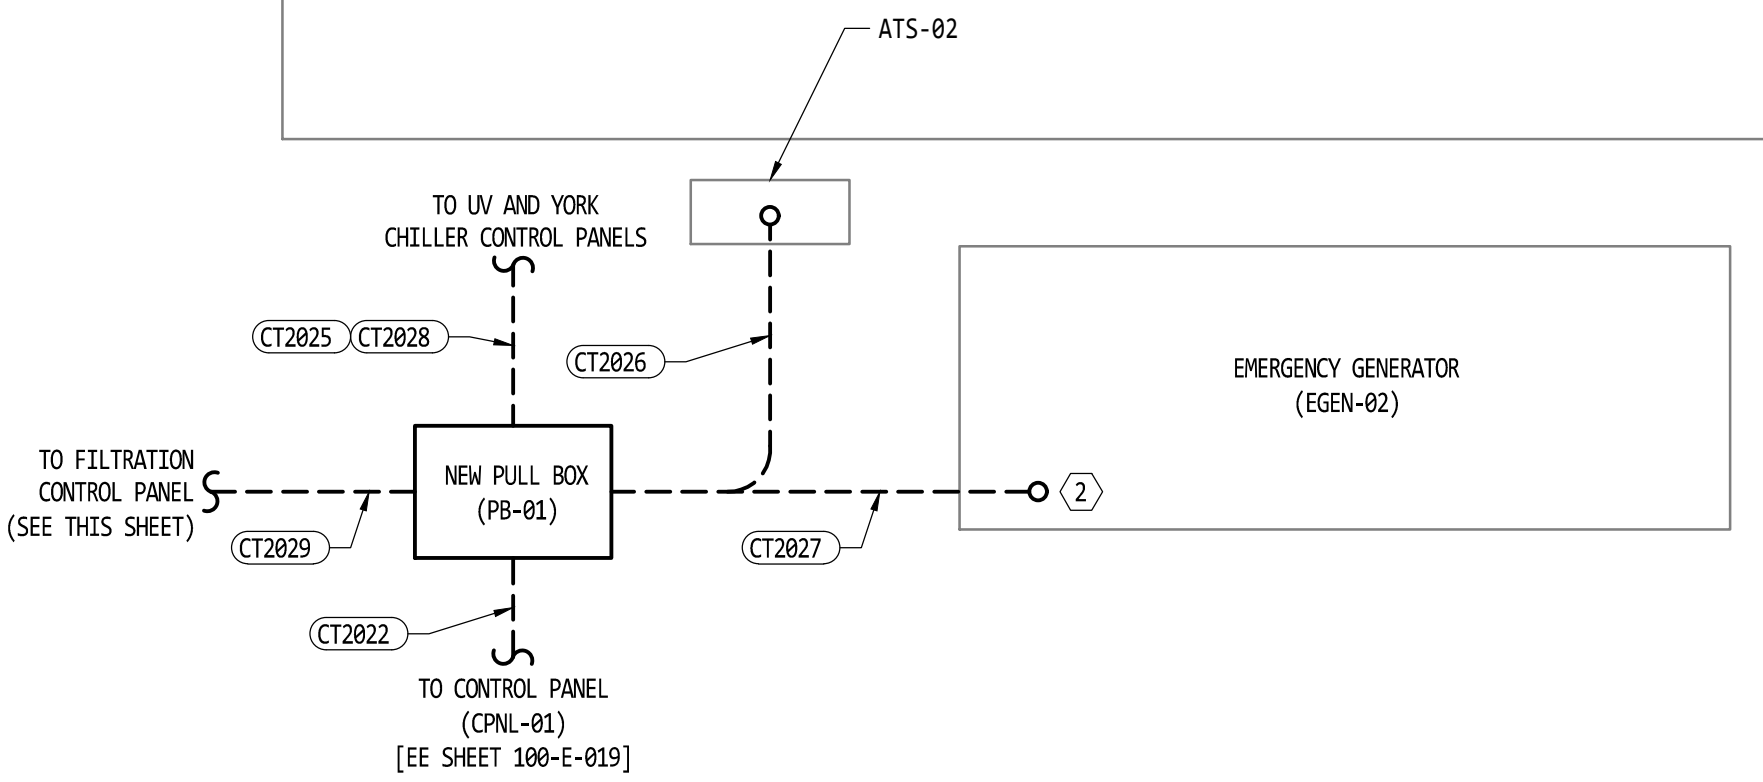 ATS-02
TO UV AND YORK
CHILLER CONTROL PANELS
CT2025
CT2028
CT2026
EMERGENCY GENERATOR
(EGEN-02)
TO FILTRATION
CONTROL PANEL
(SEE THIS SHEET)
NEW PULL BOX
(PB-01)
2
CT2029
CT2027
CT2022
TO CONTROL PANEL
(CPNL-01)
[EE SHEET 100-E-019]